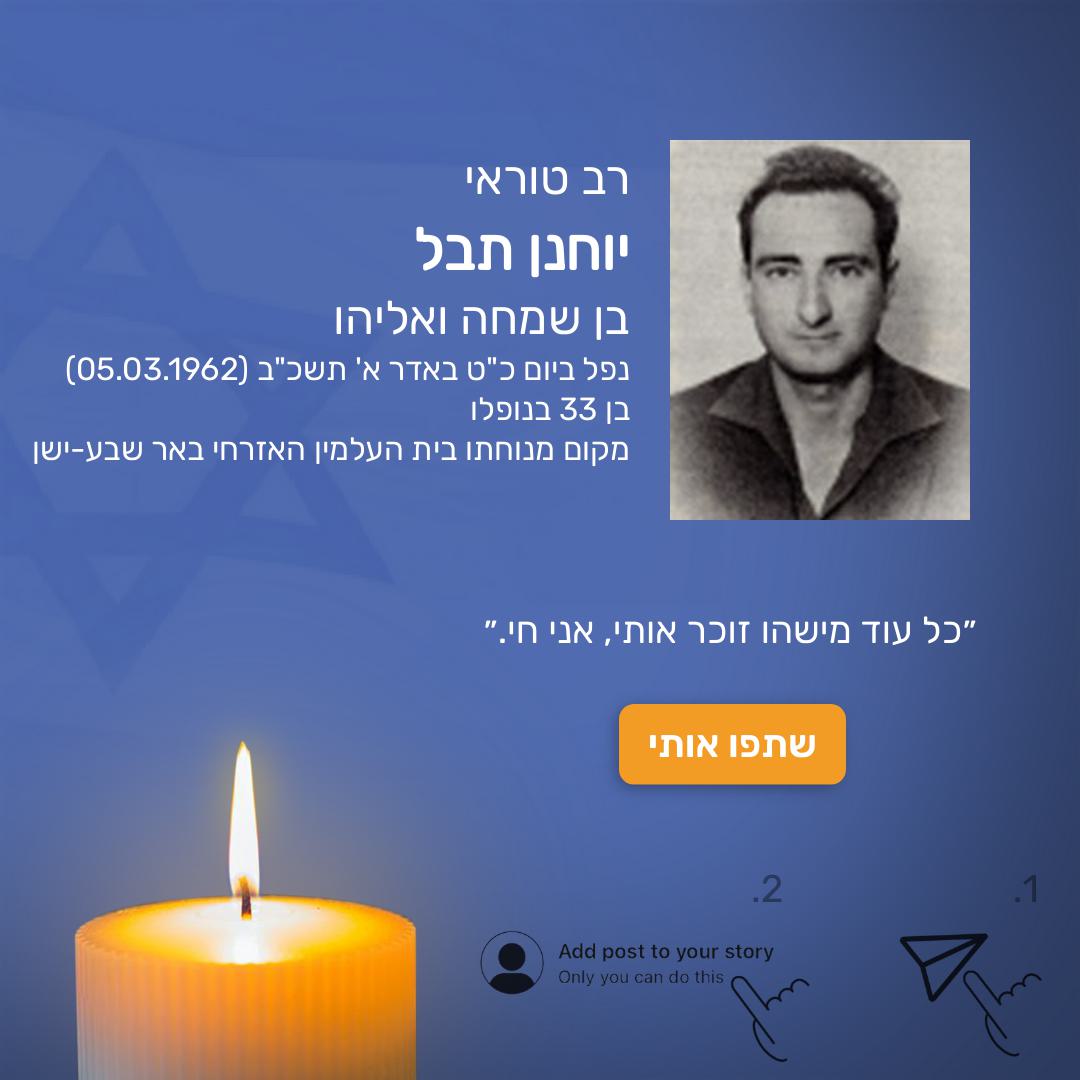 רב טוראי
יוחנן תבל
בן שמחה ואליהו
נפל ביום כ"ט באדר א' תשכ"ב (05.03.1962)
בן 33 בנופלו
מקום מנוחתו בית העלמין האזרחי באר שבע-ישן
״כל עוד מישהו זוכר אותי, אני חי.״
שתפו אותי
.1
.2
Add post to your story
Only you can do this